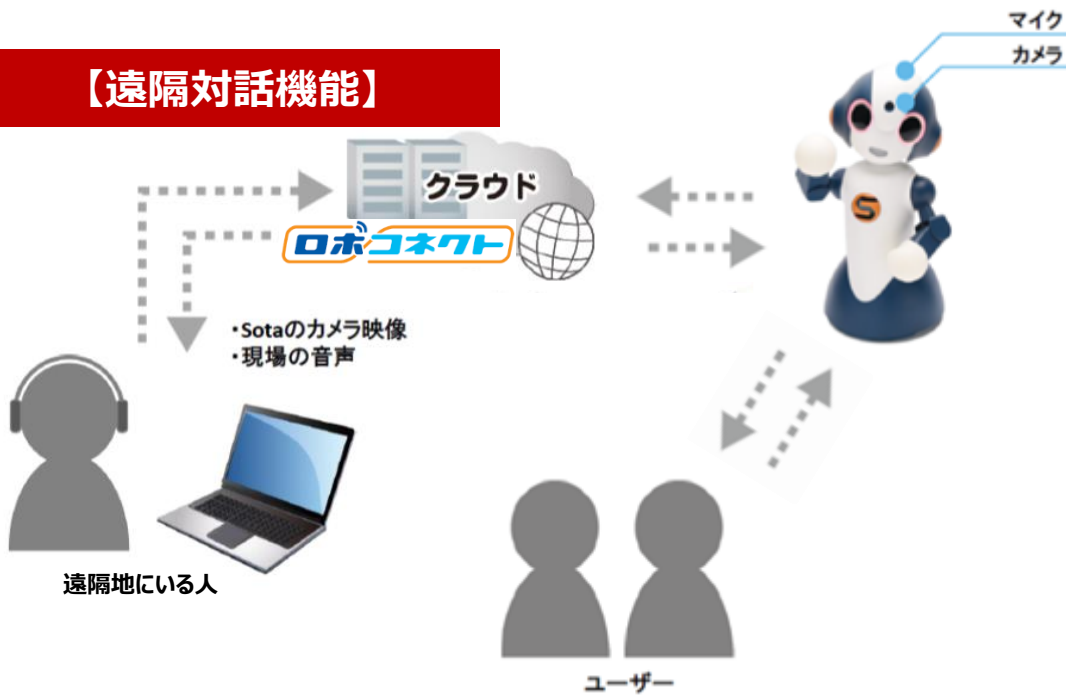 【遠隔対話機能】
マイク
カメラ
クラウド
ロボコネクト
S
・Sotaのカメラ映像
・現場の音声
遠隔地にいる人
ユーザー